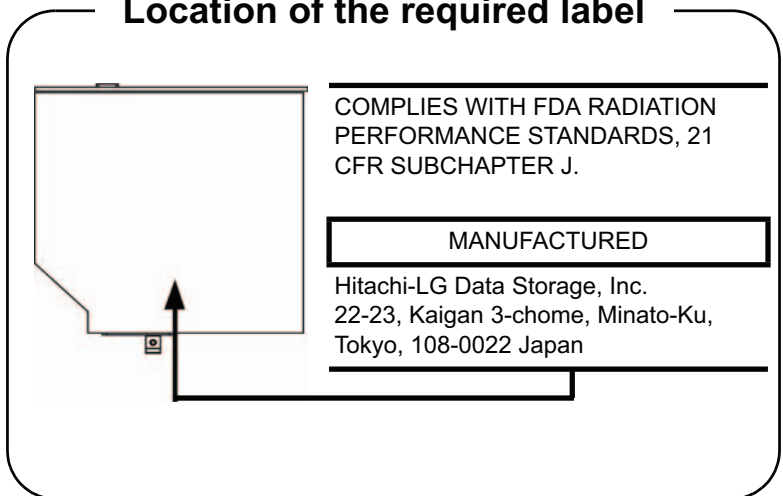 Location of the required label
COMPLIES WITH FDA RADIATION
PERFORMANCE STANDARDS, 21
CFR SUBCHAPTER J.
MANUFACTURED
Hitachi-LG Data Storage, Inc.
22-23, Kaigan 3-chome, Minato-Ku,
Tokyo, 108-0022 Japan